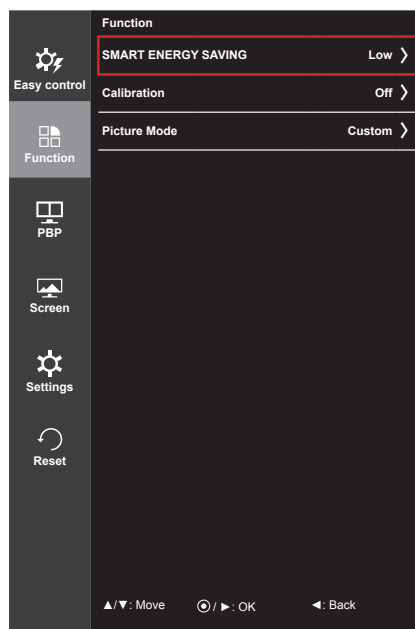 Function
SMART ENERGY SAVING Low ❯
Calibration Off ❯
Picture Mode Custom ❯
Easy control
Function
PBP
Screen
Settings
Reset
▲/▼: Move ◉/ ►: OK ◄: Back